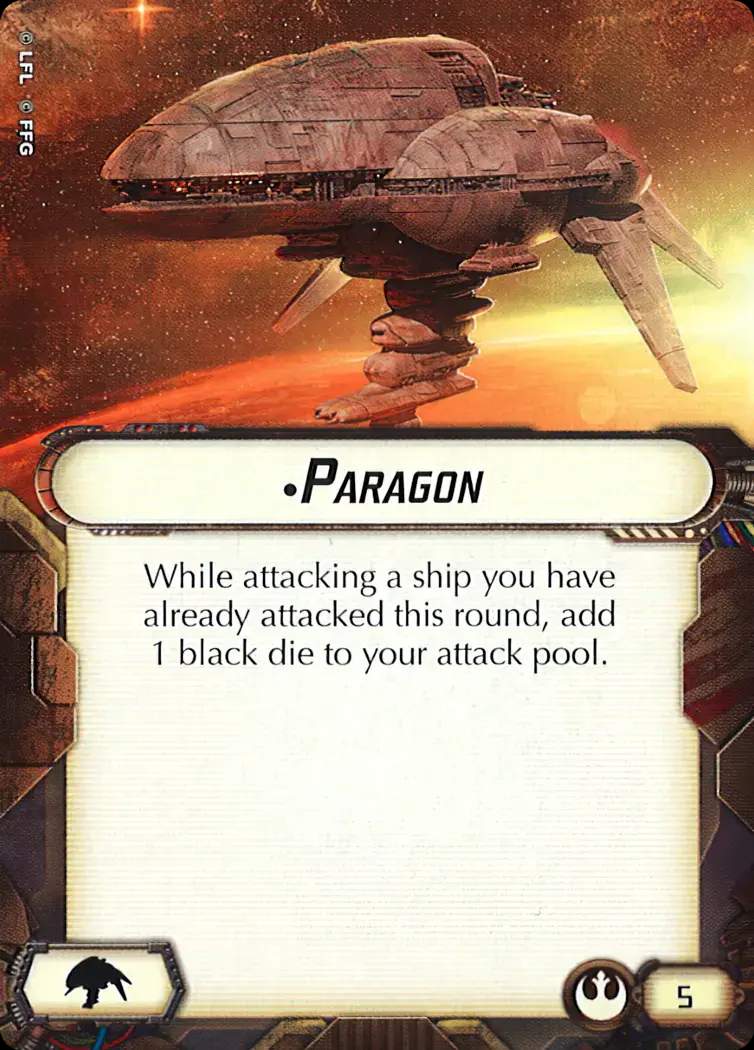 © LFL © FFG
•PARAGON
While attacking a ship you have
already attacked this round, add
1 black die to your attack pool.
5